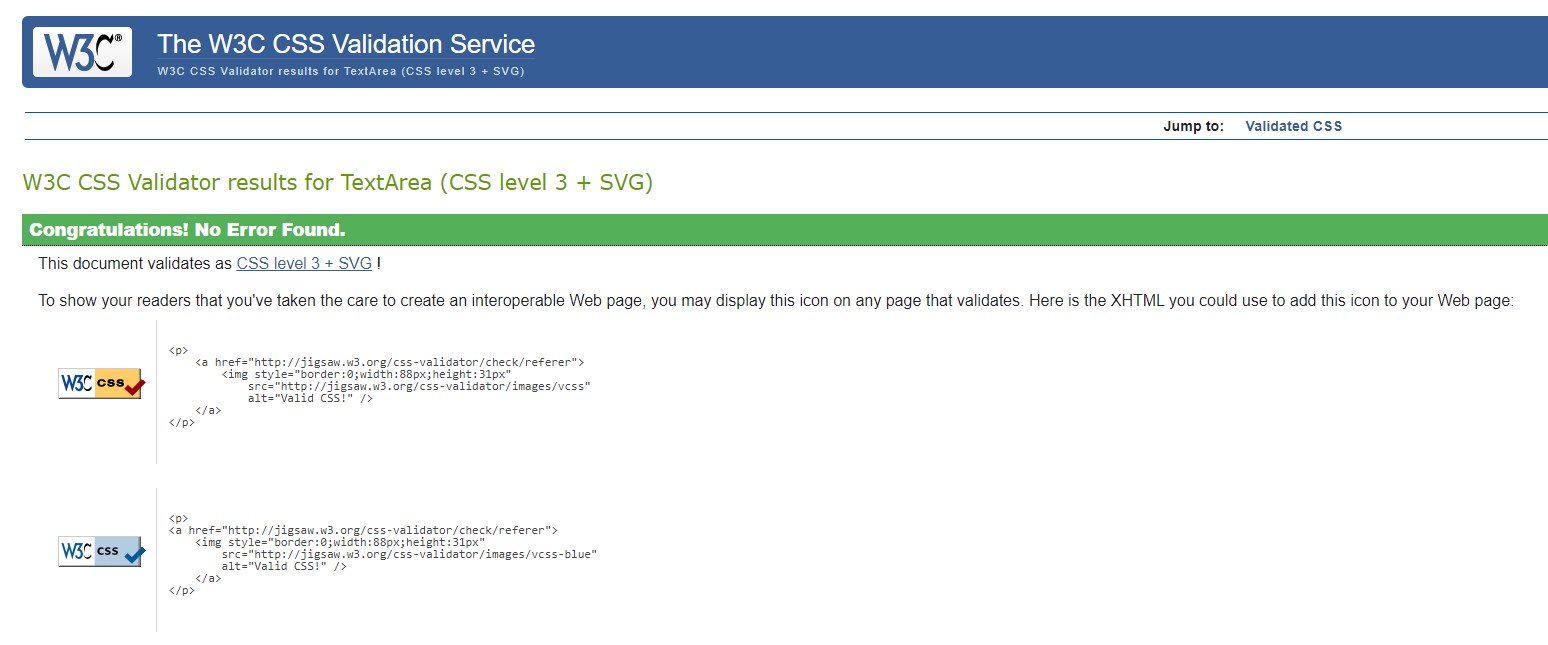 W3C® The W3C CSS Validation Service
W3C CSS Validator results for TextArea (CSS level 3 + SVG)
Jump to: Validated CSS
W3C CSS Validator results for TextArea (CSS level 3 + SVG)
Congratulations! No Error Found.
This document validates as CSS level 3 + SVG !
To show your readers that you've taken the care to create an interoperable Web page, you may display this icon on any page that validates. Here is the XHTML you could use to add this icon to your Web page:
W3C css
<p>
    <a href="http://jigsaw.w3.org/css-validator/check/referer">
        <img style="border:0;width:88px;height:31px"
            src="http://jigsaw.w3.org/css-validator/images/vcss"
            alt="Valid CSS!" />
    </a>
</p>
W3C css
<p>
<a href="http://jigsaw.w3.org/css-validator/check/referer">
    <img style="border:0;width:88px;height:31px"
        src="http://jigsaw.w3.org/css-validator/images/vcss-blue"
        alt="Valid CSS!" />
    </a>
</p>